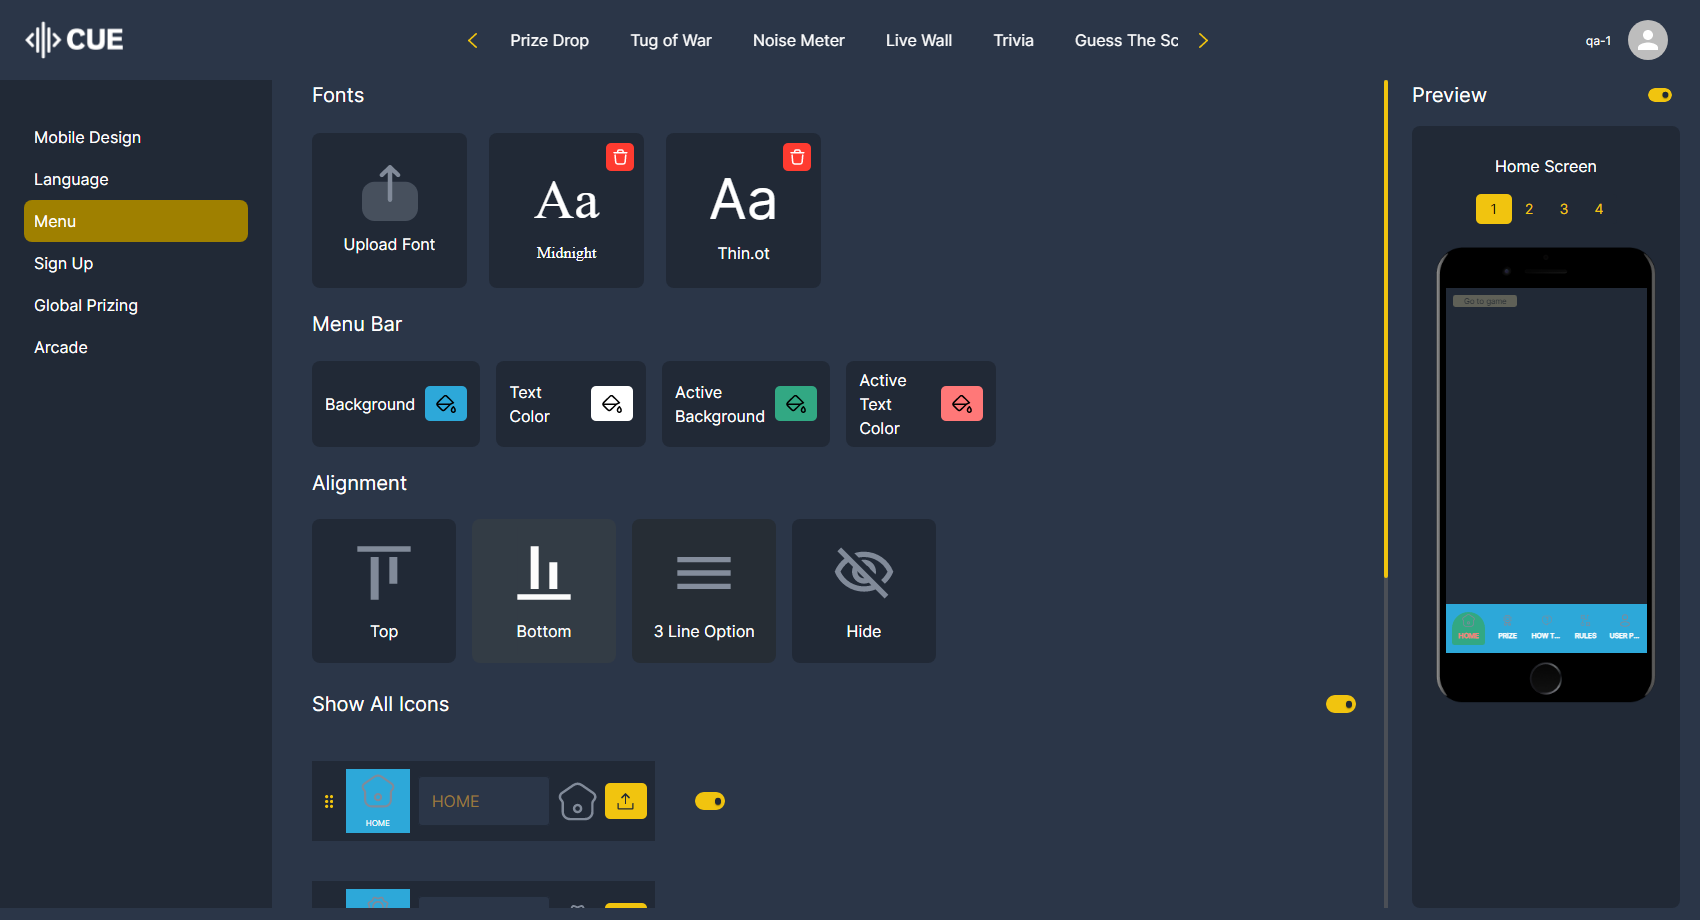 CUE
Prize Drop
Tug of War
Noise Meter
Live Wall
Trivia
Guess The Sc
qa-1
Mobile Design
Language
Menu
Sign Up
Global Prizing
Arcade
Fonts
Upload Font
Aa
Midnight
Aa
Thin.ot
Menu Bar
Background
Text
Color
Active
Background
Active
Text
Color
Alignment
Top
Bottom
3 Line Option
Hide
Show All Icons
HOME
HOME
Preview
Home Screen
1 2 3 4
Go to game
HOME
PRIZE
HOW T...
RULES
USER P...